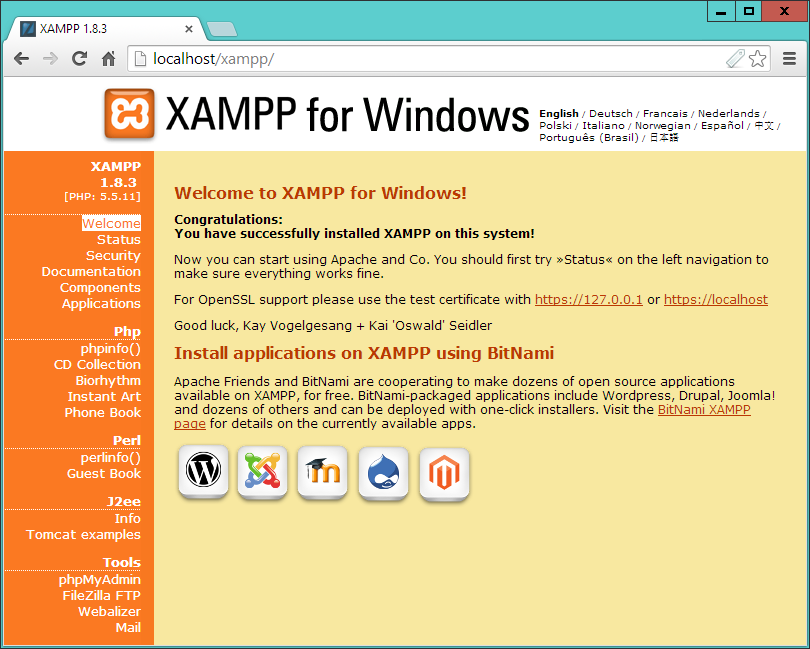 XAMPP 1.8.3
localhost/xampp/
XAMPP for Windows
English / Deutsch / Francais / Nederlands /
Polski / Italiano / Norwegian / Español / 中文 /
Português (Brasil) / 日本語
XAMPP
1.8.3
[PHP: 5.5.11]
Welcome
Status
Security
Documentation
Components
Applications
Php
phpinfo()
CD Collection
Biorhythm
Instant Art
Phone Book
Perl
perlinfo()
Guest Book
J2ee
Info
Tomcat examples
Tools
phpMyAdmin
FileZilla FTP
Webalizer
Mail
Welcome to XAMPP for Windows!
Congratulations:
You have successfully installed XAMPP on this system!
Now you can start using Apache and Co. You should first try »Status« on the left navigation to
make sure everything works fine.
For OpenSSL support please use the test certificate with https://127.0.0.1 or https://localhost
Good luck, Kay Vogelgesang + Kai 'Oswald' Seidler
Install applications on XAMPP using BitNami
Apache Friends and BitNami are cooperating to make dozens of open source applications
available on XAMPP, for free. BitNami-packaged applications include Wordpress, Drupal, Joomla!
and dozens of others and can be deployed with one-click installers. Visit the BitNami XAMPP
page for details on the currently available apps.